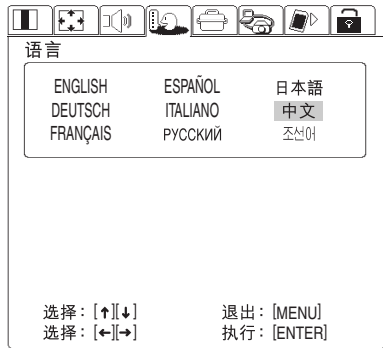 语言
ENGLISH ESPAÑOL 日本語
DEUTSCH ITALIANO 中文
FRANÇAIS РУССКИЙ 조선어
选择：[↑][↓] 退出：[MENU]
选择：[←][→] 执行：[ENTER]